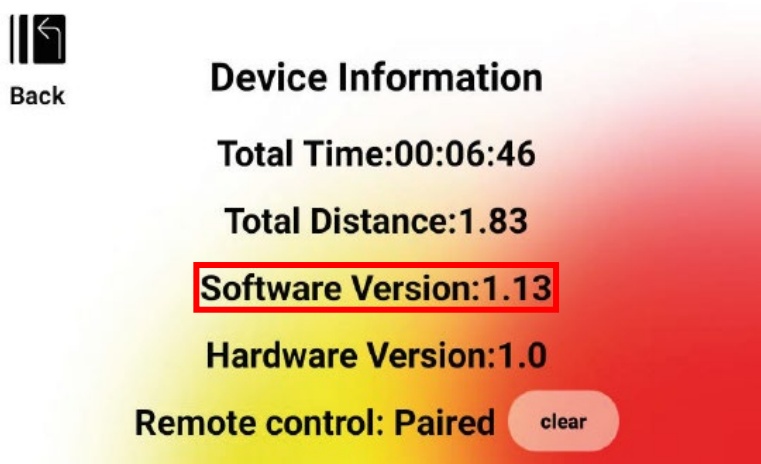 Back
Device Information
Total Time:00:06:46
Total Distance:1.83
Software Version:1.13
Hardware Version:1.0
Remote control: Paired clear